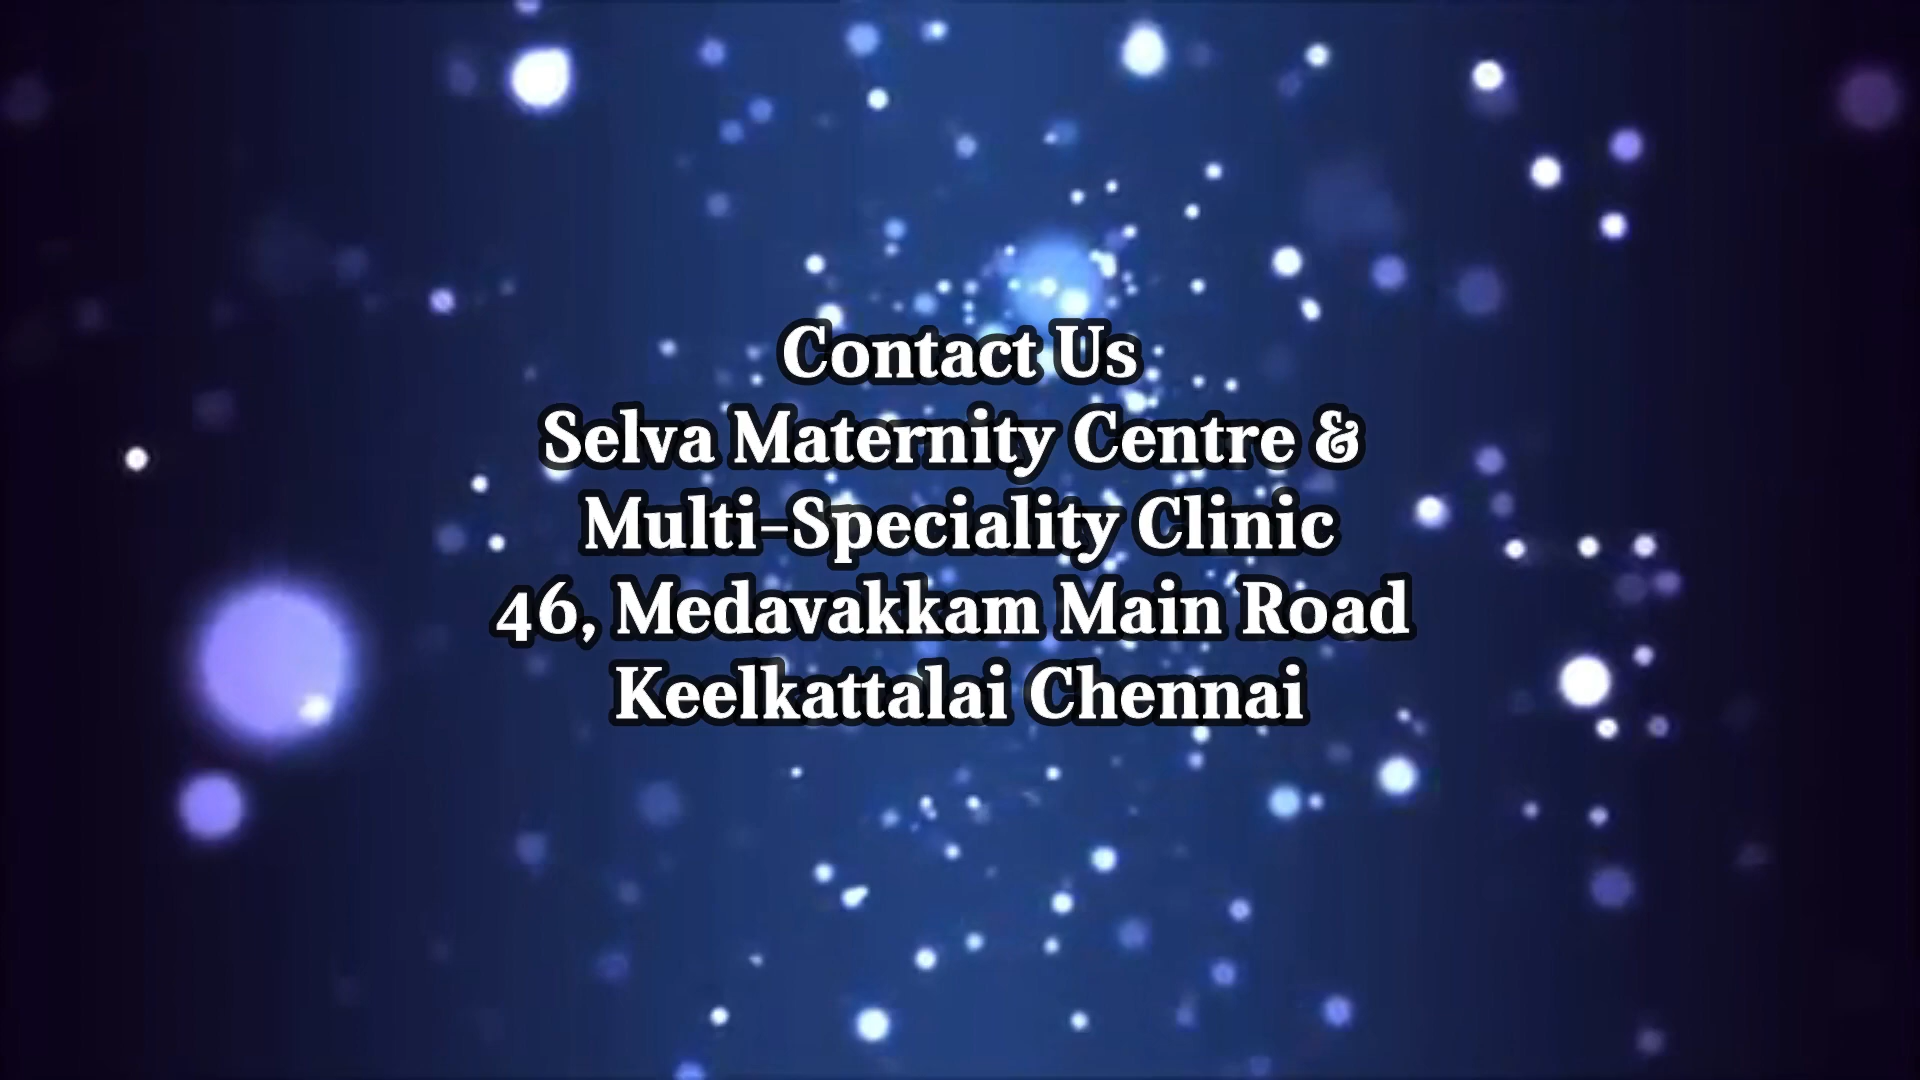 Contact Us
Selva Maternity Centre &
Multi-Speciality Clinic
46, Medavakkam Main Road
Keelkattalai Chennai